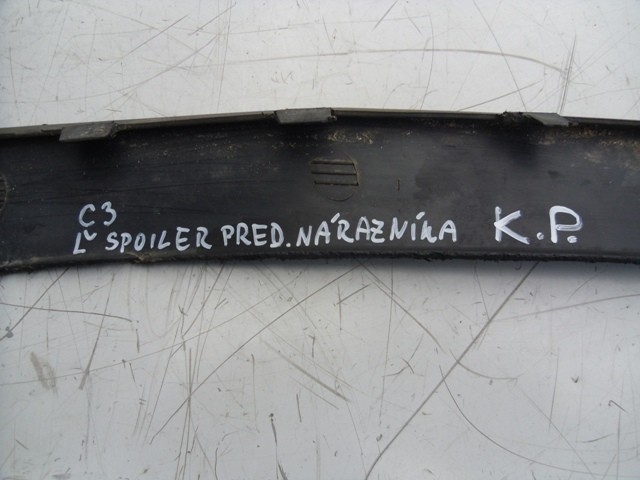 C3
Ľ SPOILER PRED. NÁRAZNÍKA K.P.